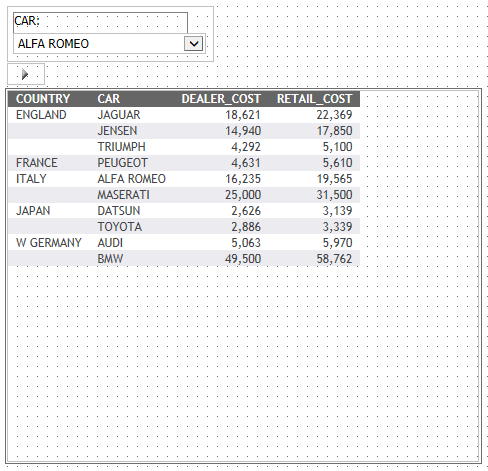 CAR:
ALFA ROMEO
COUNTRY CAR DEALER_COST RETAIL_COST
ENGLAND JAGUAR 18,621 22,369
JENSEN 14,940 17,850
TRIUMPH 4,292 5,100
FRANCE PEUGEOT 4,631 5,610
ITALY ALFA ROMEO 16,235 19,565
MASERATI 25,000 31,500
JAPAN DATSUN 2,626 3,139
TOYOTA 2,886 3,339
W GERMANY AUDI 5,063 5,970
BMW 49,500 58,762